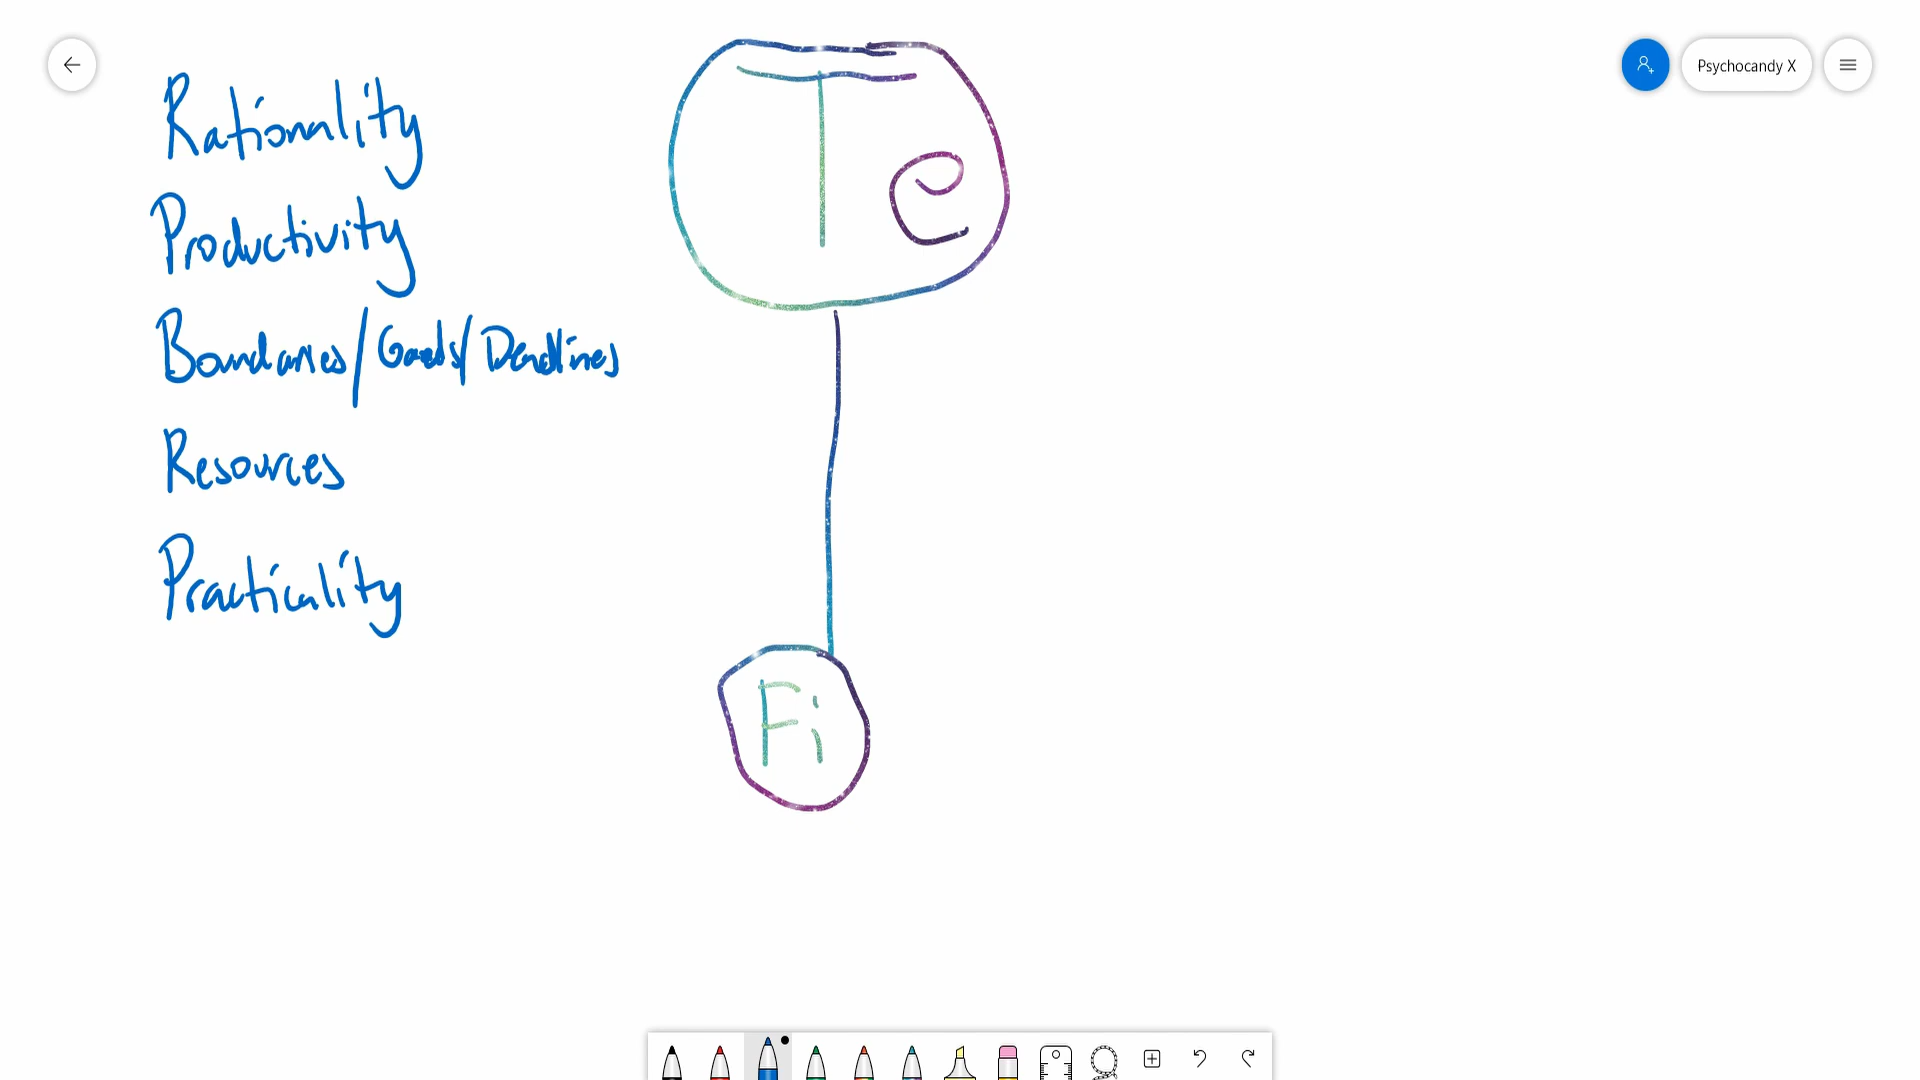 Psychocandy X
Rationality
Productivity
Boundaries/Goals/Deadlines
Resources
Practicality
Te
Fi